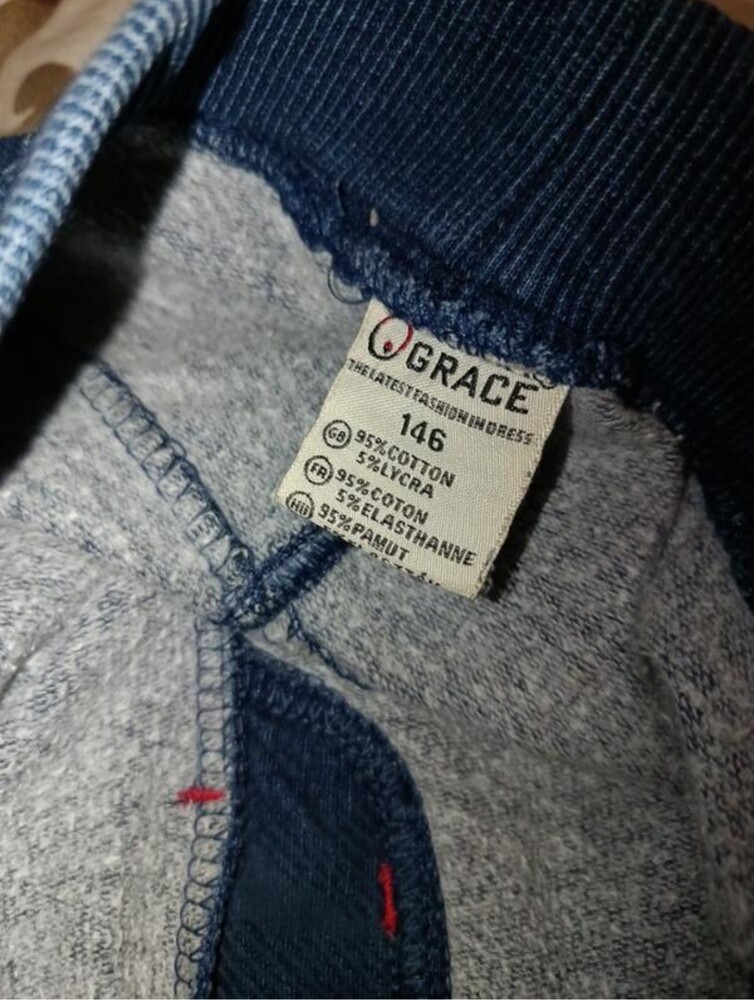 GRACE
THE LATEST FASHION IN DRESS
146
GB 95%COTTON
5%LYCRA
FR 95%COTON
5%ELASTHANNE
HU 95%PAMUT